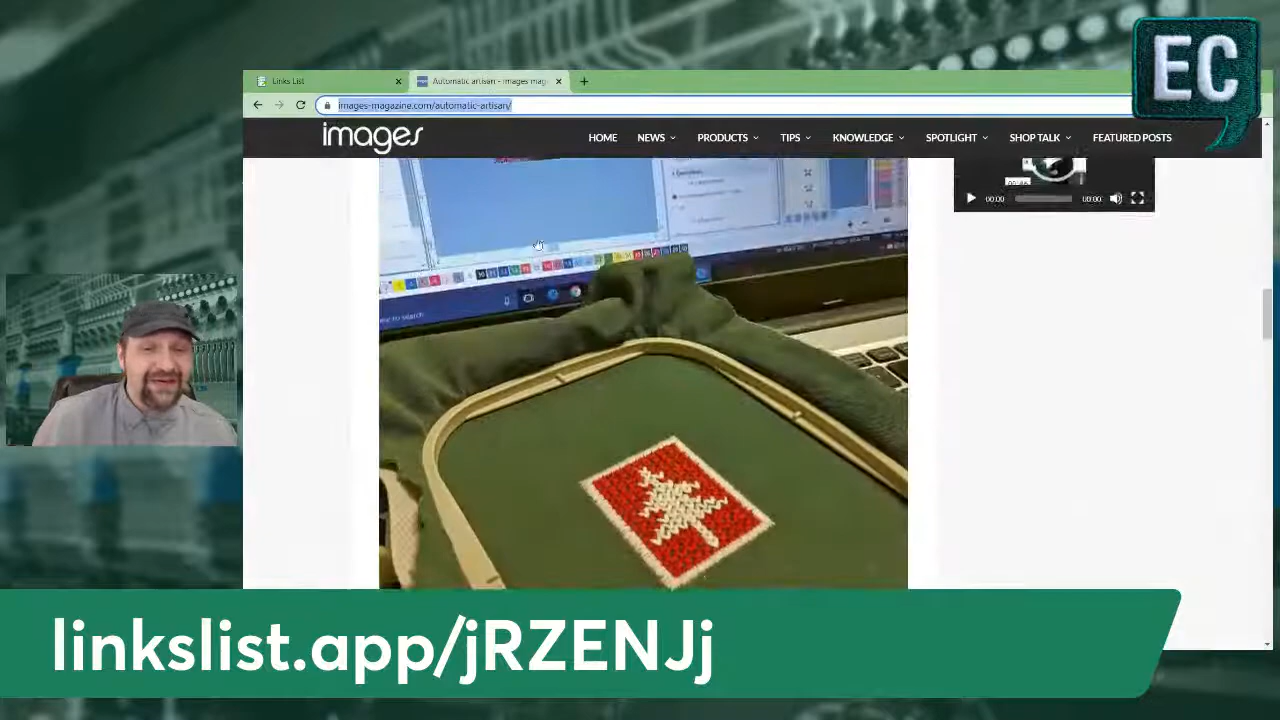 EC
Links List
Automatic artisan - images mag
images-magazine.com/automatic-artisan/
images
HOME NEWS PRODUCTS TIPS KNOWLEDGE SPOTLIGHT SHOP TALK FEATURED POSTS
00:00 00:00
linkslist.app/jRZENJj